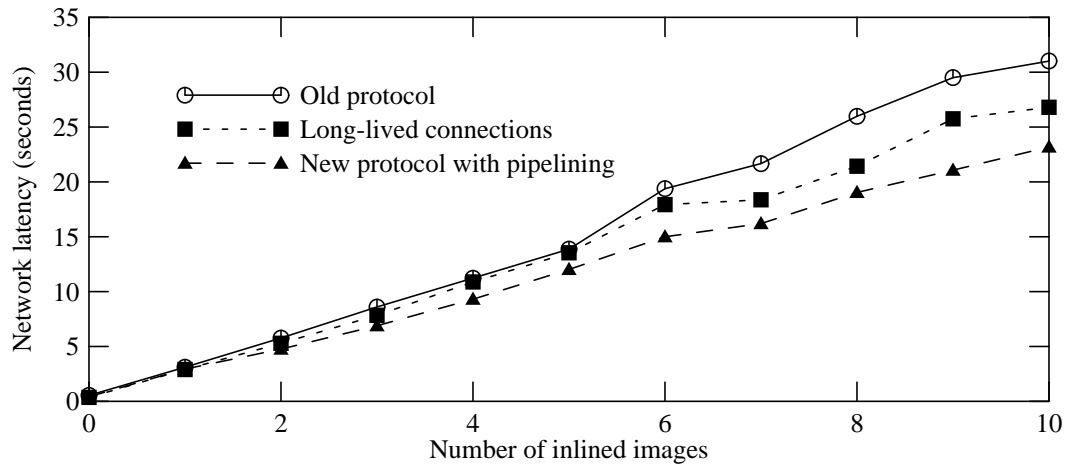 35
30
25
20
15
10
5
0
Network latency (seconds)
Old protocol
Long-lived connections
New protocol with pipelining
0 2 4 6 8 10
Number of inlined images